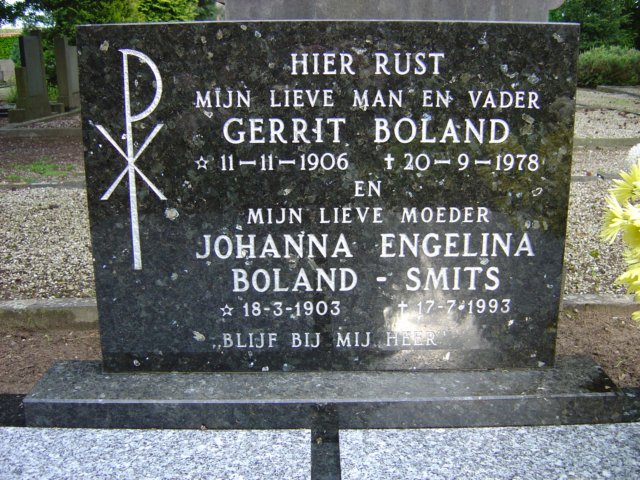 HIER RUST
MIJN LIEVE MAN EN VADER
GERRIT BOLAND
☆ 11-11-1906 ✝ 20-9-1978
EN
MIJN LIEVE MOEDER
JOHANNA ENGELINA
BOLAND - SMITS
☆ 18-3-1903 ✝ 17-7-1993
„BLIJF BIJ MIJ HEER"